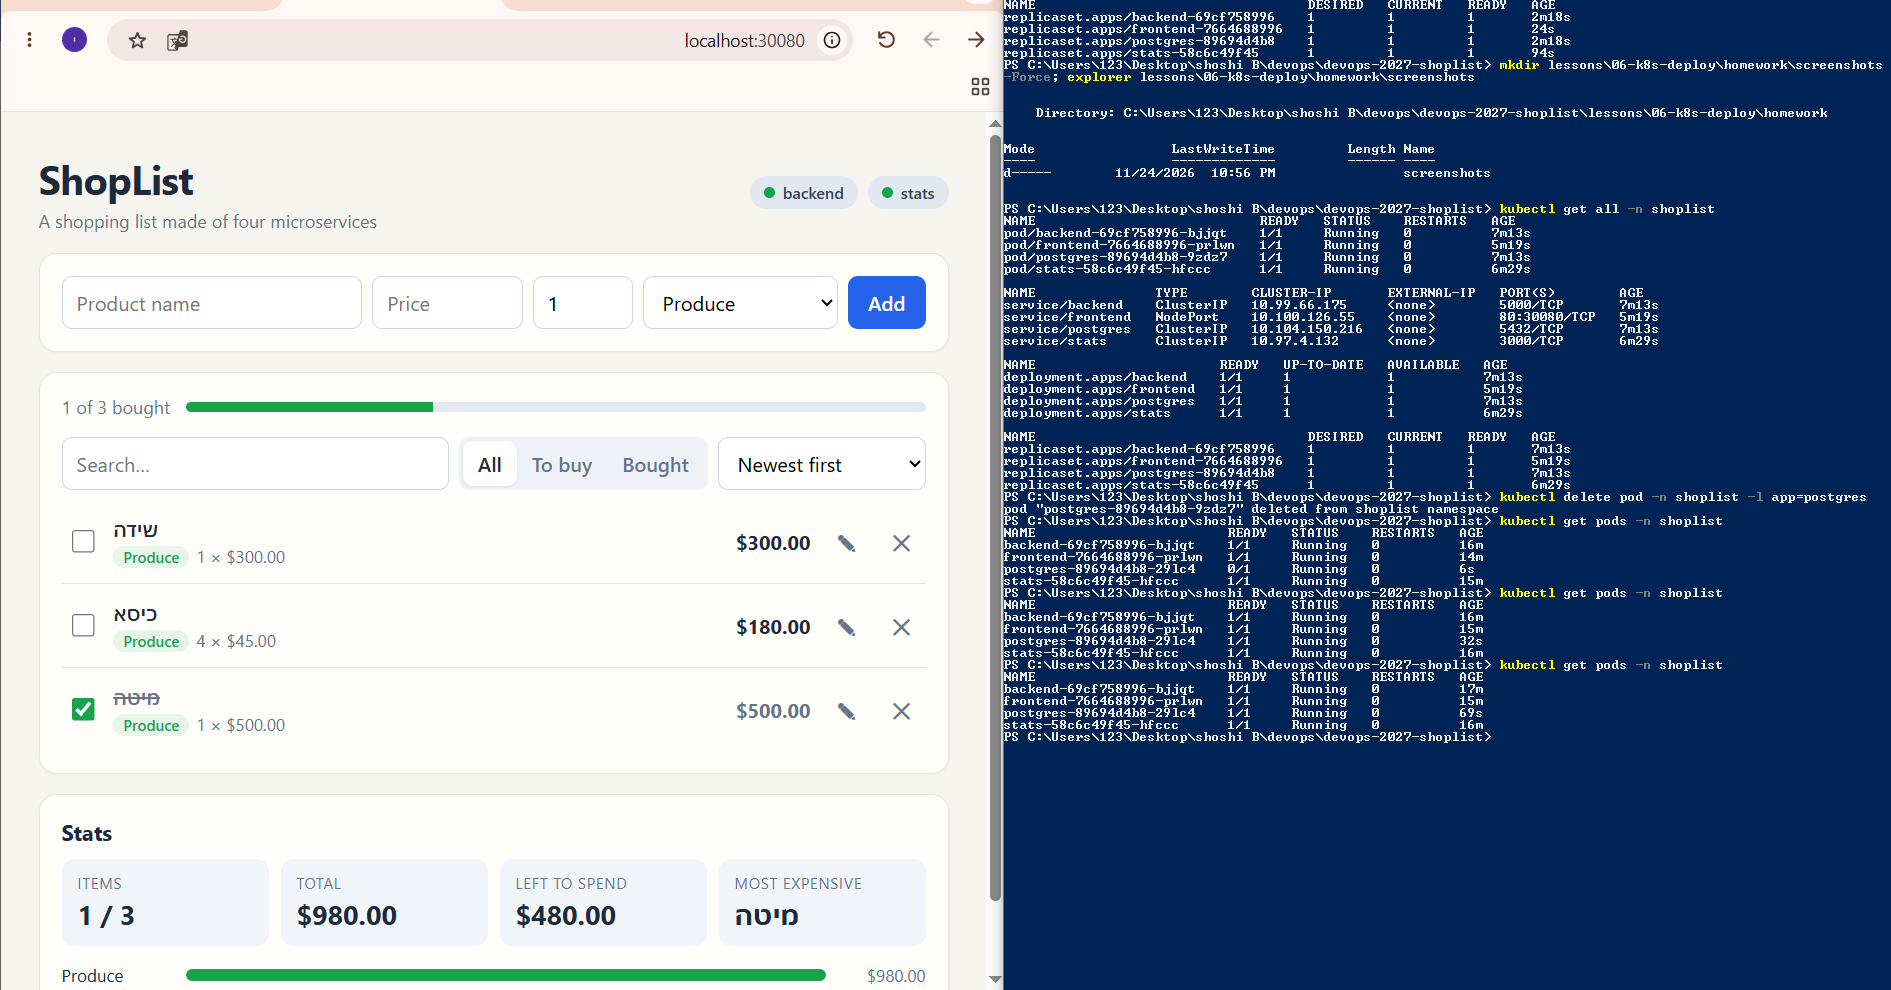 localhost:30080
ShopList
A shopping list made of four microservices
backend
stats
Product name
Price
1
Produce
Add
1 of 3 bought
Search...
All
To buy
Bought
Newest first
שידה
Produce 1 × $300.00
$300.00
כיסא
Produce 4 × $45.00
$180.00
מיטה
Produce 1 × $500.00
$500.00
Stats
ITEMS
1 / 3
TOTAL
$980.00
LEFT TO SPEND
$480.00
MOST EXPENSIVE
מיטה
Produce
$980.00
NAME DESIRED CURRENT READY AGE
replicaset.apps/backend-69cf758996 1 1 1 2m18s
replicaset.apps/frontend-7664688996 1 1 1 24s
replicaset.apps/postgres-89694d4b8 1 1 1 2m18s
replicaset.apps/stats-58c6c49f45 1 1 1 94s
PS C:\Users\123\Desktop\shoshi B\devops\devops-2027-shoplist> mkdir lessons\06-k8s-deploy\homework\screenshots
-Force; explorer lessons\06-k8s-deploy\homework\screenshots
Directory: C:\Users\123\Desktop\shoshi B\devops\devops-2027-shoplist\lessons\06-k8s-deploy\homework
Mode LastWriteTime Length Name
---- ------------- ------ ----
d----- 11/24/2026 10:56 PM screenshots
PS C:\Users\123\Desktop\shoshi B\devops\devops-2027-shoplist> kubectl get all -n shoplist
NAME READY STATUS RESTARTS AGE
pod/backend-69cf758996-bjjqt 1/1 Running 0 7m13s
pod/frontend-7664688996-prlwn 1/1 Running 0 5m19s
pod/postgres-89694d4b8-9zdz7 1/1 Running 0 7m13s
pod/stats-58c6c49f45-hfccc 1/1 Running 0 6m29s
NAME TYPE CLUSTER-IP EXTERNAL-IP PORT(S) AGE
service/backend ClusterIP 10.99.66.175 <none> 5000/TCP 7m13s
service/frontend NodePort 10.100.126.55 <none> 80:30080/TCP 5m19s
service/postgres ClusterIP 10.104.150.216 <none> 5432/TCP 7m13s
service/stats ClusterIP 10.97.4.132 <none> 3000/TCP 6m29s
NAME READY UP-TO-DATE AVAILABLE AGE
deployment.apps/backend 1/1 1 1 7m13s
deployment.apps/frontend 1/1 1 1 5m19s
deployment.apps/postgres 1/1 1 1 7m13s
deployment.apps/stats 1/1 1 1 6m29s
NAME DESIRED CURRENT READY AGE
replicaset.apps/backend-69cf758996 1 1 1 7m13s
replicaset.apps/frontend-7664688996 1 1 1 5m19s
replicaset.apps/postgres-89694d4b8 1 1 1 7m13s
replicaset.apps/stats-58c6c49f45 1 1 1 6m29s
PS C:\Users\123\Desktop\shoshi B\devops\devops-2027-shoplist> kubectl delete pod -n shoplist -l app=postgres
pod "postgres-89694d4b8-9zdz7" deleted from shoplist namespace
PS C:\Users\123\Desktop\shoshi B\devops\devops-2027-shoplist> kubectl get pods -n shoplist
NAME READY STATUS RESTARTS AGE
backend-69cf758996-bjjqt 1/1 Running 0 16m
frontend-7664688996-prlwn 1/1 Running 0 14m
postgres-89694d4b8-29lc4 0/1 Running 0 6s
stats-58c6c49f45-hfccc 1/1 Running 0 15m
PS C:\Users\123\Desktop\shoshi B\devops\devops-2027-shoplist> kubectl get pods -n shoplist
NAME READY STATUS RESTARTS AGE
backend-69cf758996-bjjqt 1/1 Running 0 16m
frontend-7664688996-prlwn 1/1 Running 0 15m
postgres-89694d4b8-29lc4 1/1 Running 0 32s
stats-58c6c49f45-hfccc 1/1 Running 0 16m
PS C:\Users\123\Desktop\shoshi B\devops\devops-2027-shoplist> kubectl get pods -n shoplist
NAME READY STATUS RESTARTS AGE
backend-69cf758996-bjjqt 1/1 Running 0 17m
frontend-7664688996-prlwn 1/1 Running 0 15m
postgres-89694d4b8-29lc4 1/1 Running 0 69s
stats-58c6c49f45-hfccc 1/1 Running 0 16m
PS C:\Users\123\Desktop\shoshi B\devops\devops-2027-shoplist>